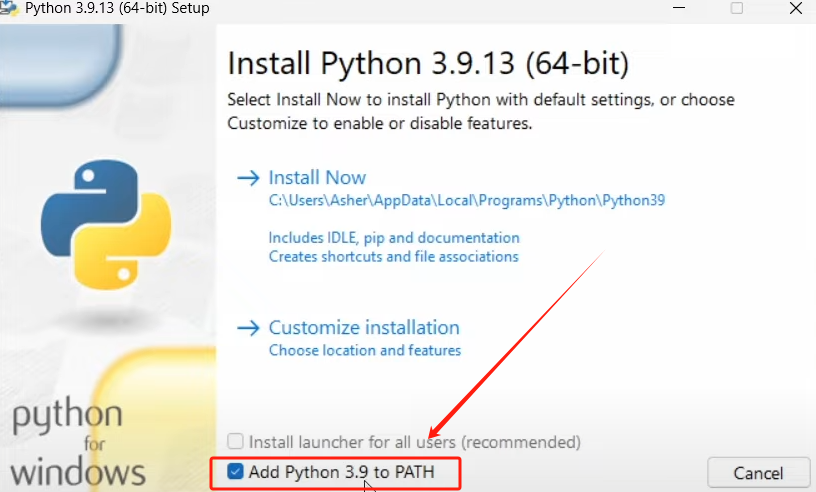 Python 3.9.13 (64-bit) Setup
Install Python 3.9.13 (64-bit)
Select Install Now to install Python with default settings, or choose
Customize to enable or disable features.
Install Now
C:\Users\Asher\AppData\Local\Programs\Python\Python39
Includes IDLE, pip and documentation
Creates shortcuts and file associations
Customize installation
Choose location and features
Install launcher for all users (recommended)
Add Python 3.9 to PATH
Cancel
python
for
windows